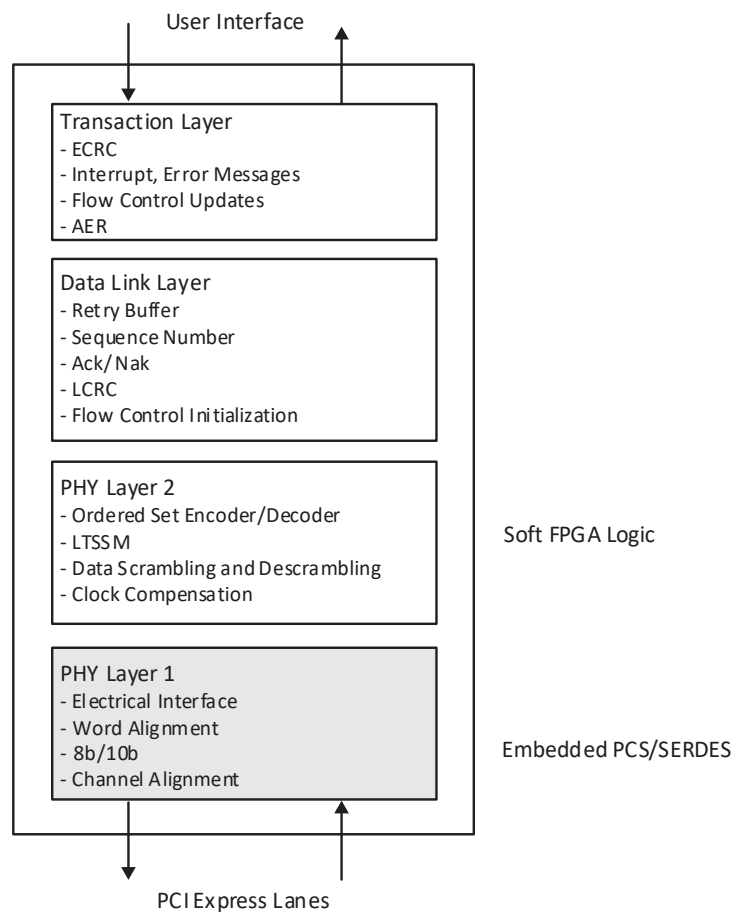 User Interface
Transaction Layer
- ECRC
- Interrupt, Error Messages
- Flow Control Updates
- AER
Data Link Layer
- Retry Buffer
- Sequence Number
- Ack/Nak
- LCRC
- Flow Control Initialization
PHY Layer 2
- Ordered Set Encoder/Decoder
- LTSSM
- Data Scrambling and Descrambling
- Clock Compensation
Soft FPGA Logic
PHY Layer 1
- Electrical Interface
- Word Alignment
- 8b/10b
- Channel Alignment
Embedded PCS/SERDES
PCI Express Lanes